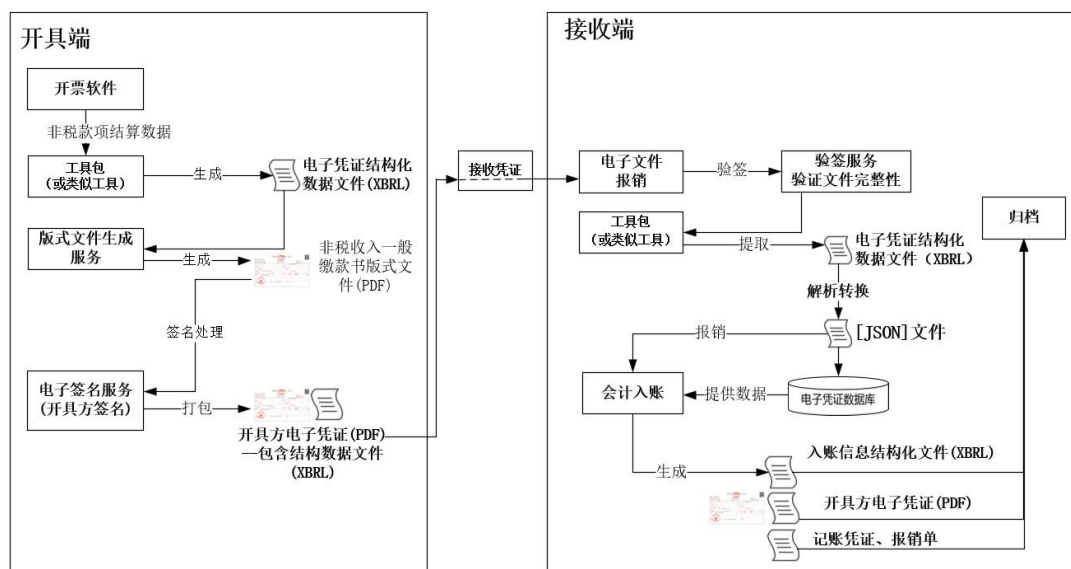 开具端
开票软件
非税款项结算数据
工具包
(或类似工具)
生成
电子凭证结构化
数据文件(XBRL)
版式文件生成
服务
生成
非税收入一般
缴款书版式文
件(PDF)
签名处理
电子签名服务
(开具方签名)
打包
开具方电子凭证(PDF)
--包含结构数据文件
(XBRL)
接收凭证
接收端
电子文件
报销
验签
验签服务
验证文件完整性
工具包
(或类似工具)
提取
电子凭证结构化
数据文件（XBRL）
归档
解析转换
[JSON]文件
报销
会计入账
提供数据
电子凭证数据库
生成
入账信息结构化文件(XBRL)
开具方电子凭证(PDF)
记账凭证、报销单